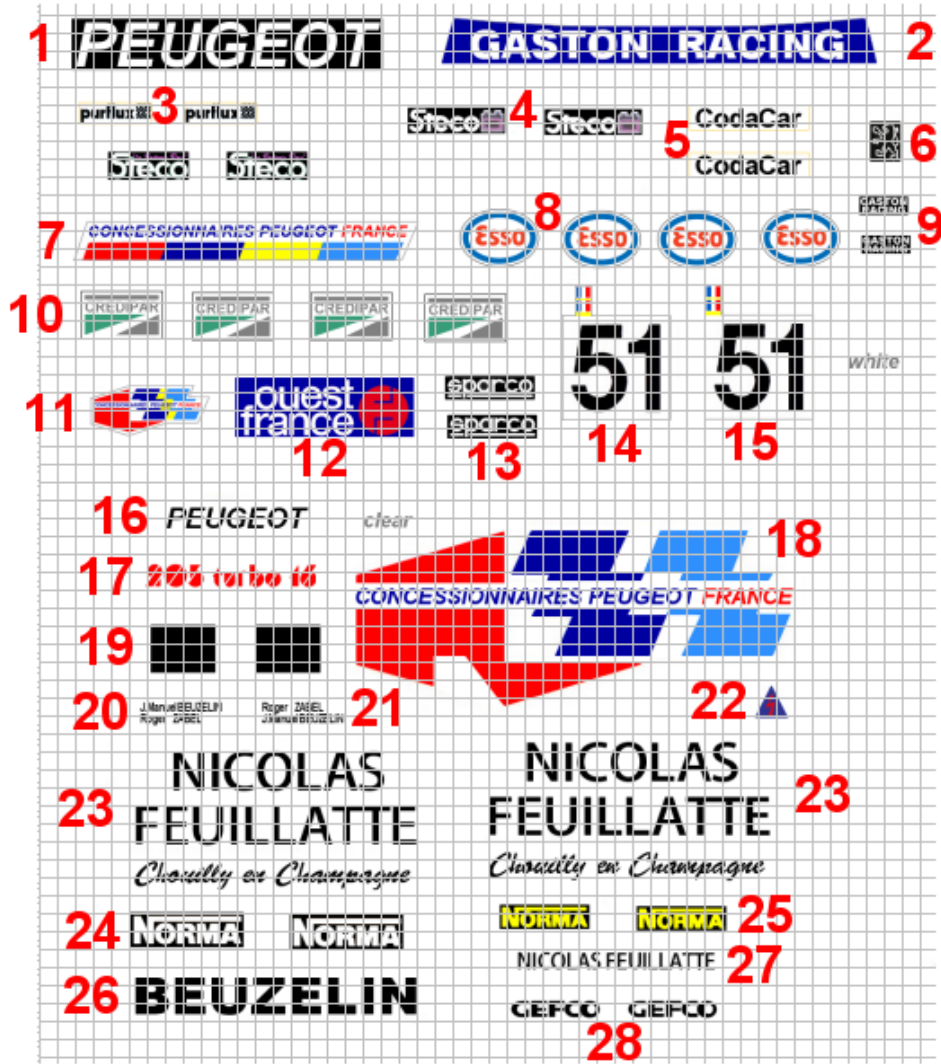 1 PEUGEOT GASTON RACING 2
purflux 3 purflux
Steco 4 Steco
5 CodaCar
6
Steco Steco
CodaCar
7 CONCESSIONNAIRES PEUGEOT FRANCE
8 Esso Esso Esso Esso
GASTON RACING
9
GASTON RACING
10 CREDIPAR CREDIPAR CREDIPAR CREDIPAR
51 51
white
11 CONCESSIONNAIRES PEUGEOT FRANCE
ouest
france
12
sparco
sparco
13
14 15
16 PEUGEOT clear
17 205 turbo 16
18
CONCESSIONNAIRES PEUGEOT FRANCE
19
20 J.Manuel BEUZELIN
Roger ZABEL
Roger ZABEL
J.Manuel BEUZELIN
21
22
23 NICOLAS
FEUILLATTE
Chouilly en Champagne
NICOLAS
FEUILLATTE
Chouilly en Champagne
23
24 NORMA NORMA
NORMA NORMA 25
NICOLAS FEUILLATTE 27
26 BEUZELIN
GEFCO GEFCO
28